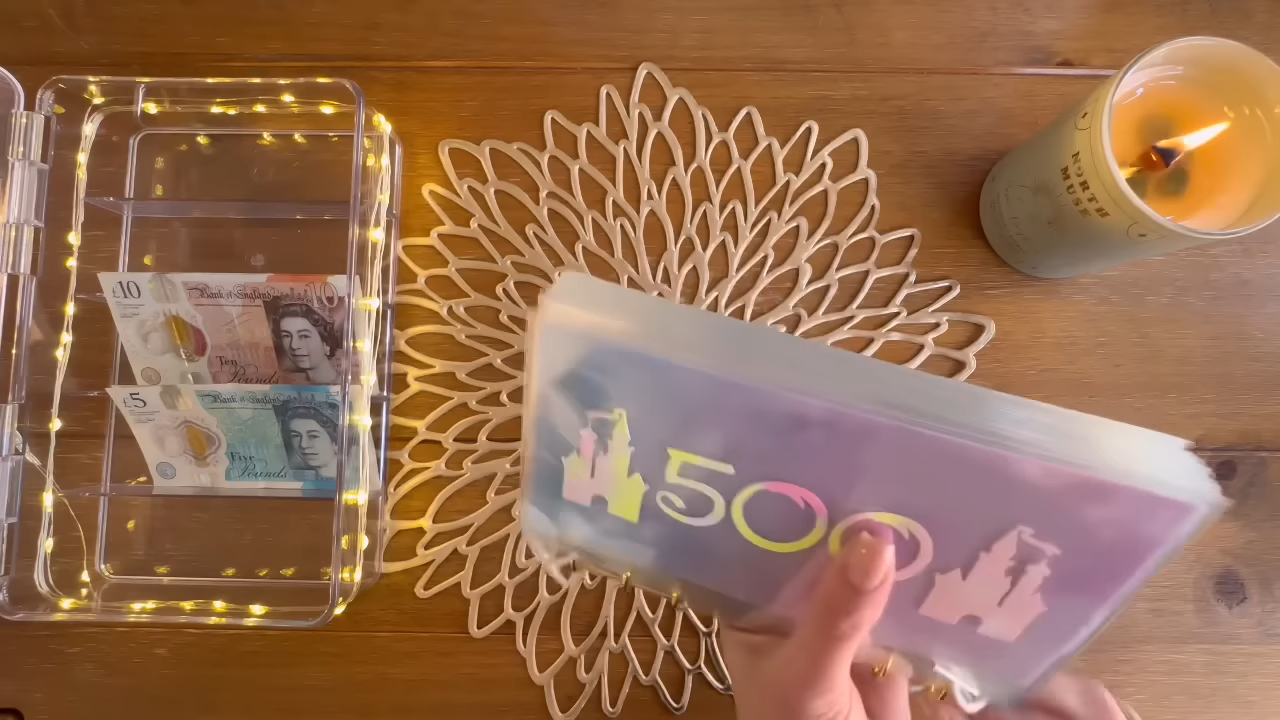 £10
Bank of England
10
Ten
Pounds
£5
Bank of England
Five
Pounds
500
NORTH
MUSE